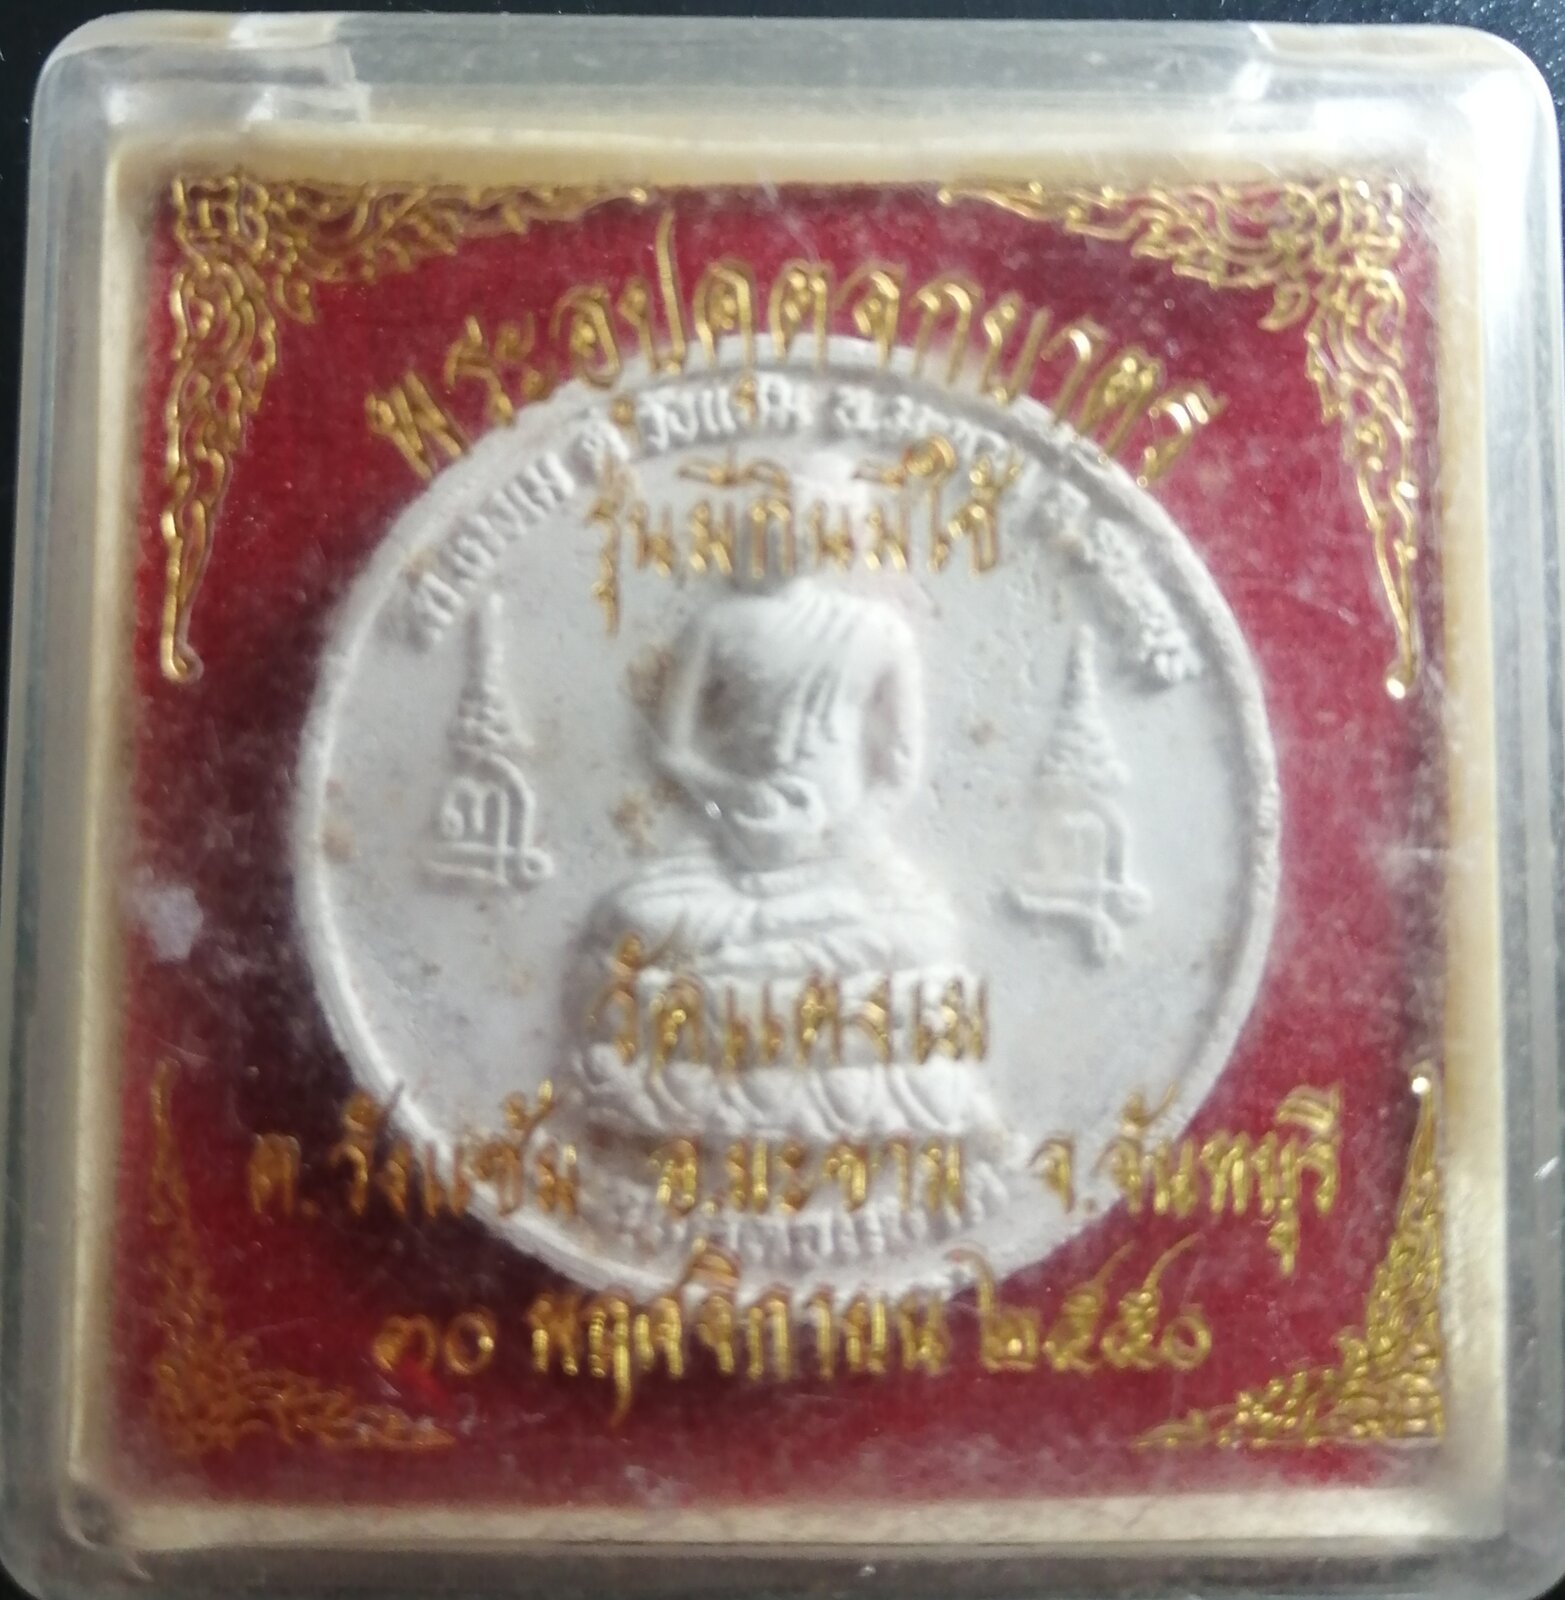 พระอุปคุตจกบาตร
รุ่นมีกินมีใช้
วัดแตงเม
ต.วังแซ้ม อ.มะขาม จ.จันทบุรี
๓๐ พฤศจิกายน ๒๕๕๐